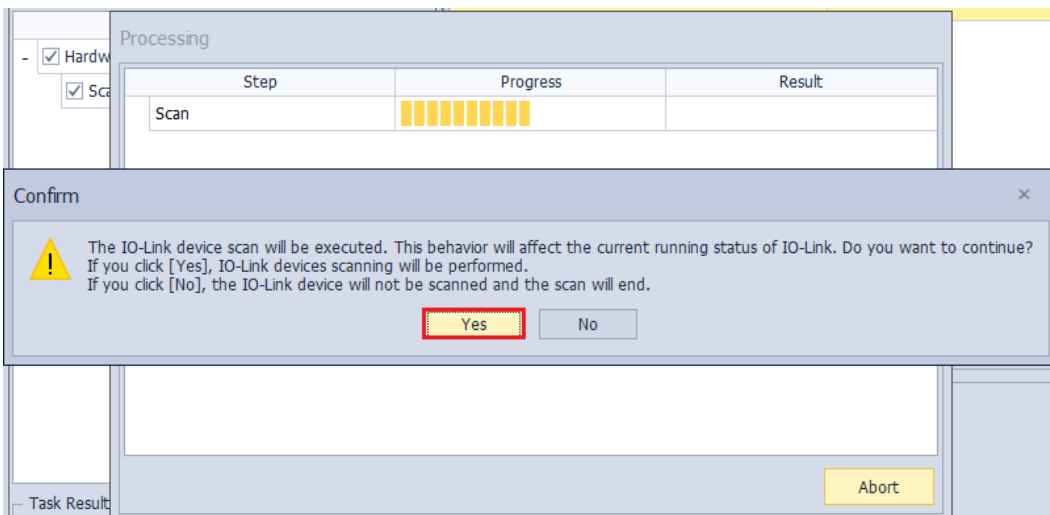 Processing
Hardw
Step Progress Result
Sca
Scan
Confirm
The IO-Link device scan will be executed. This behavior will affect the current running status of IO-Link. Do you want to continue?
If you click [Yes], IO-Link devices scanning will be performed.
If you click [No], the IO-Link device will not be scanned and the scan will end.
Yes No
Abort
Task Result